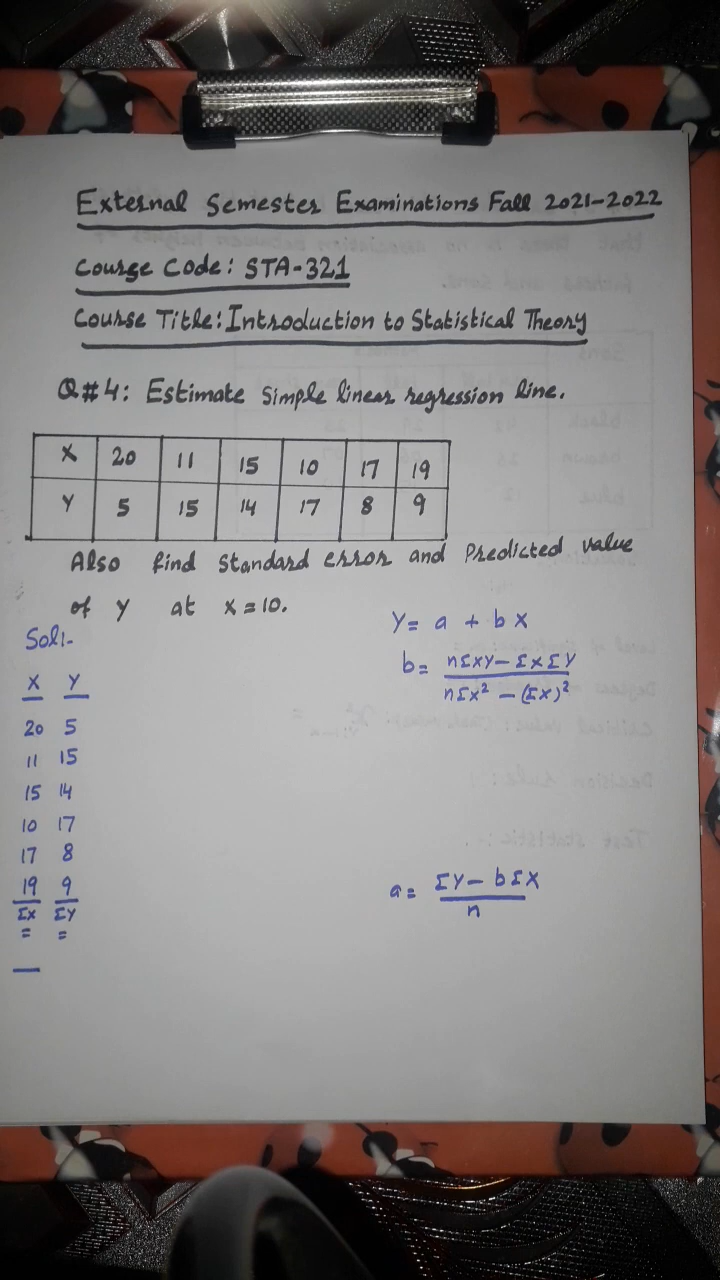 External Semester Examinations Fall 2021-2022
Course Code: STA-321
Course Title: Introduction to Statistical Theory
Q#4: Estimate simple linear regression line.
X 20 11 15 10 17 19
Y 5 15 14 17 8 9
Also find standard error and Predicted value
of Y at X=10.
Sol:-
Y= a + bX
b= nΣXY-ΣXΣY
nΣX² - (ΣX)²
X Y
20 5
11 15
15 14
10 17
17 8
19 9
ΣX ΣY
= =
a= ΣY-bΣX
n